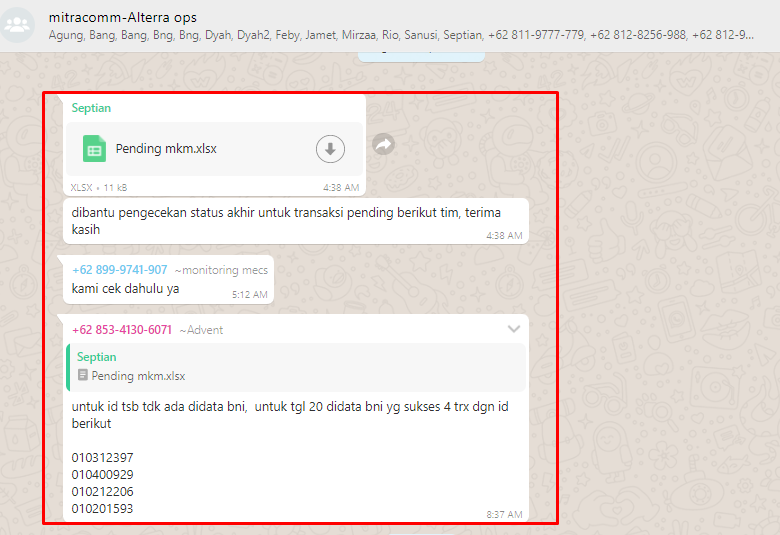 mitracomm-Alterra ops
Agung, Bang, Bang, Bng, Bng, Dyah, Dyah2, Feby, Jamet, Mirzaa, Rio, Sanusi, Septian, +62 811-9777-779, +62 812-8256-988, +62 812-9...
Septian
Pending mkm.xlsx
XLSX • 11 kB 4:38 AM
dibantu pengecekan status akhir untuk transaksi pending berikut tim, terima
kasih
4:38 AM
+62 899-9741-907 ~monitoring mecs
kami cek dahulu ya
5:12 AM
+62 853-4130-6071 ~Advent
Septian
Pending mkm.xlsx
untuk id tsb tdk ada didata bni, untuk tgl 20 didata bni yg sukses 4 trx dgn id
berikut
010312397
010400929
010212206
010201593
8:37 AM